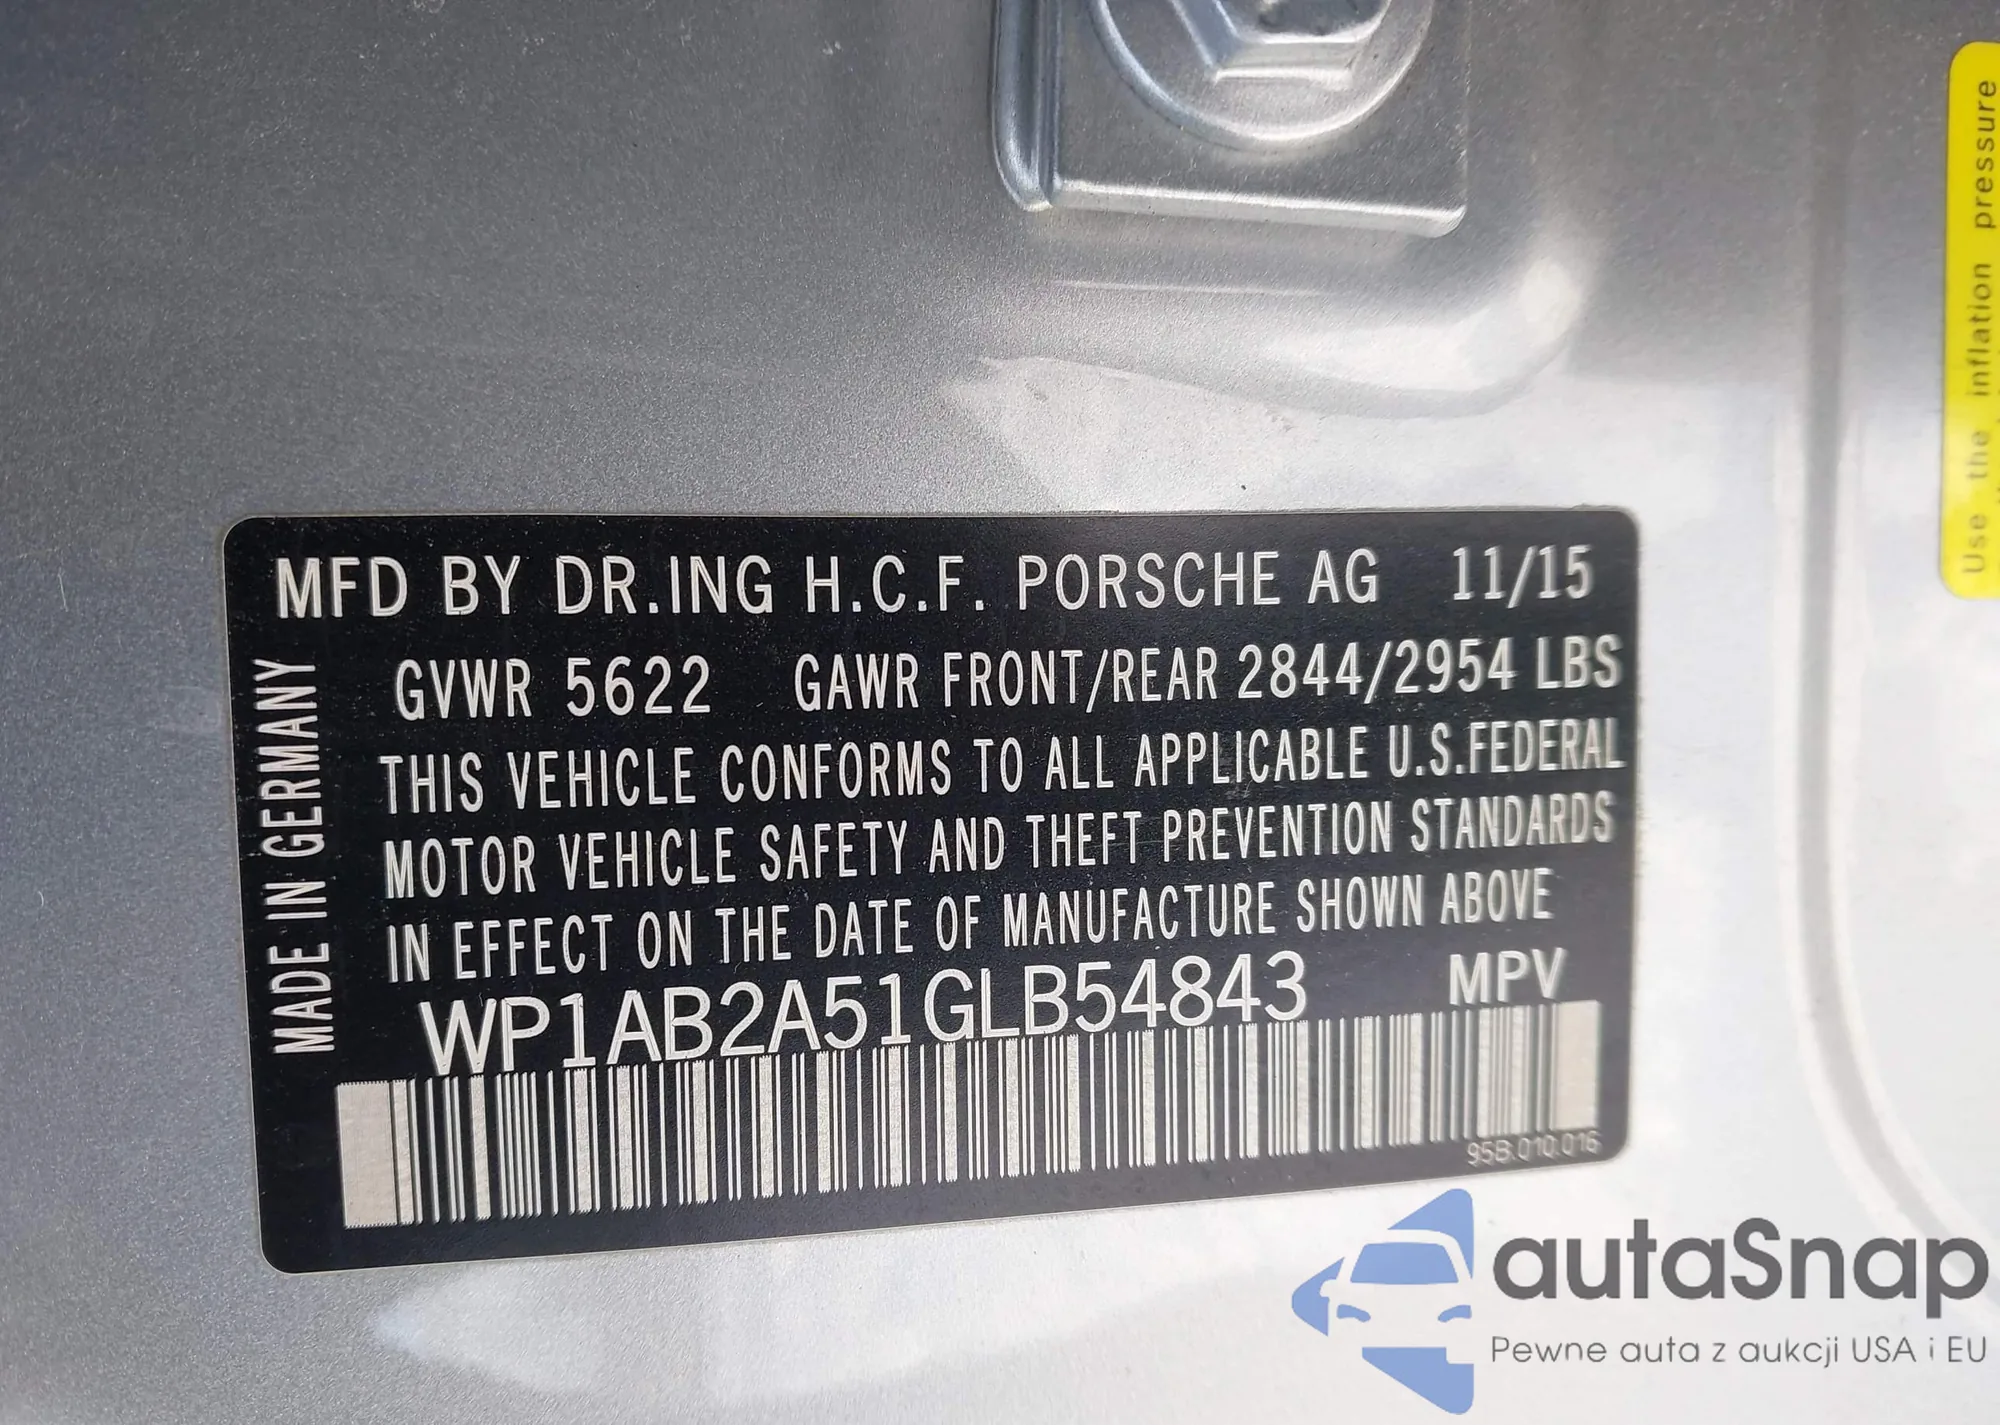 MFD BY DR.ING H.C.F. PORSCHE AG 11/15
GVWR 5622 GAWR FRONT/REAR 2844/2954 LBS
THIS VEHICLE CONFORMS TO ALL APPLICABLE U.S.FEDERAL
MOTOR VEHICLE SAFETY AND THEFT PREVENTION STANDARDS
IN EFFECT ON THE DATE OF MANUFACTURE SHOWN ABOVE
WP1AB2A51GLB54843 MPV
95B.010.016
MADE IN GERMANY
Use the inflation pressure
autaSnap
Pewne auta z aukcji USA i EU